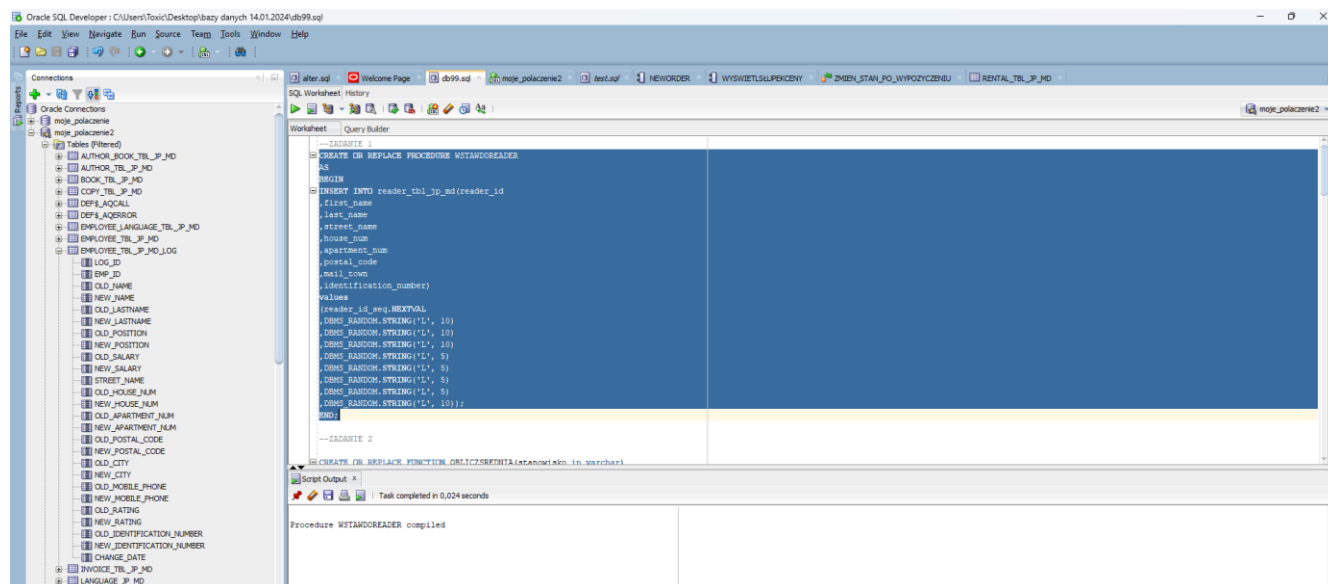 Oracle SQL Developer : C:\Users\Toxic\Desktop\bazy danych 14.01.2024\db99.sql
File Edit View Navigate Run Source Team Tools Window Help
Connections
Reports
Oracle Connections
moje_polaczenie
moje_polaczenie2
Tables (Filtered)
AUTHOR_BOOK_TBL_JP_MD
AUTHOR_TBL_JP_MD
BOOK_TBL_JP_MD
COPY_TBL_JP_MD
DEF$_AQCALL
DEF$_AQERROR
EMPLOYEE_LANGUAGE_TBL_JP_MD
EMPLOYEE_TBL_JP_MD
EMPLOYEE_TBL_JP_MD_LOG
LOG_ID
EMP_ID
OLD_NAME
NEW_NAME
OLD_LASTNAME
NEW_LASTNAME
OLD_POSITION
NEW_POSITION
OLD_SALARY
NEW_SALARY
STREET_NAME
OLD_HOUSE_NUM
NEW_HOUSE_NUM
OLD_APARTMENT_NUM
NEW_APARTMENT_NUM
OLD_POSTAL_CODE
NEW_POSTAL_CODE
OLD_CITY
NEW_CITY
OLD_MOBILE_PHONE
NEW_MOBILE_PHONE
OLD_RATING
NEW_RATING
OLD_IDENTIFICATION_NUMBER
NEW_IDENTIFICATION_NUMBER
CHANGE_DATE
INVOICE_TBL_JP_MD
LANGUAGE_JP_MD
alter.sql Welcome Page db99.sql moje_polaczenie2 test.sql NEWORDER WYSWIETLSŁUPEKCENY ZMIEN_STAN_PO_WYPOZYCZENIU RENTAL_TBL_JP_MD
SQL Worksheet History
moje_polaczenie2
Worksheet Query Builder
--ZADANIE 1
CREATE OR REPLACE PROCEDURE WSTAWDOREADER
AS
BEGIN
INSERT INTO reader_tbl_jp_md(reader_id
,first_name
,last_name
,street_name
,house_num
,apartment_num
,postal_code
,mail_town
,identification_number)
values
(reader_id_seq.NEXTVAL
,DBMS_RANDOM.STRING('L', 10)
,DBMS_RANDOM.STRING('L', 10)
,DBMS_RANDOM.STRING('L', 10)
,DBMS_RANDOM.STRING('L', 5)
,DBMS_RANDOM.STRING('L', 5)
,DBMS_RANDOM.STRING('L', 5)
,DBMS_RANDOM.STRING('L', 5)
,DBMS_RANDOM.STRING('L', 10));
END;
--ZADANIE 2
CREATE OR REPLACE FUNCTION OBLICZSREDNIA(stanowisko in varchar)
Script Output
Task completed in 0,024 seconds
Procedure WSTAWDOREADER compiled